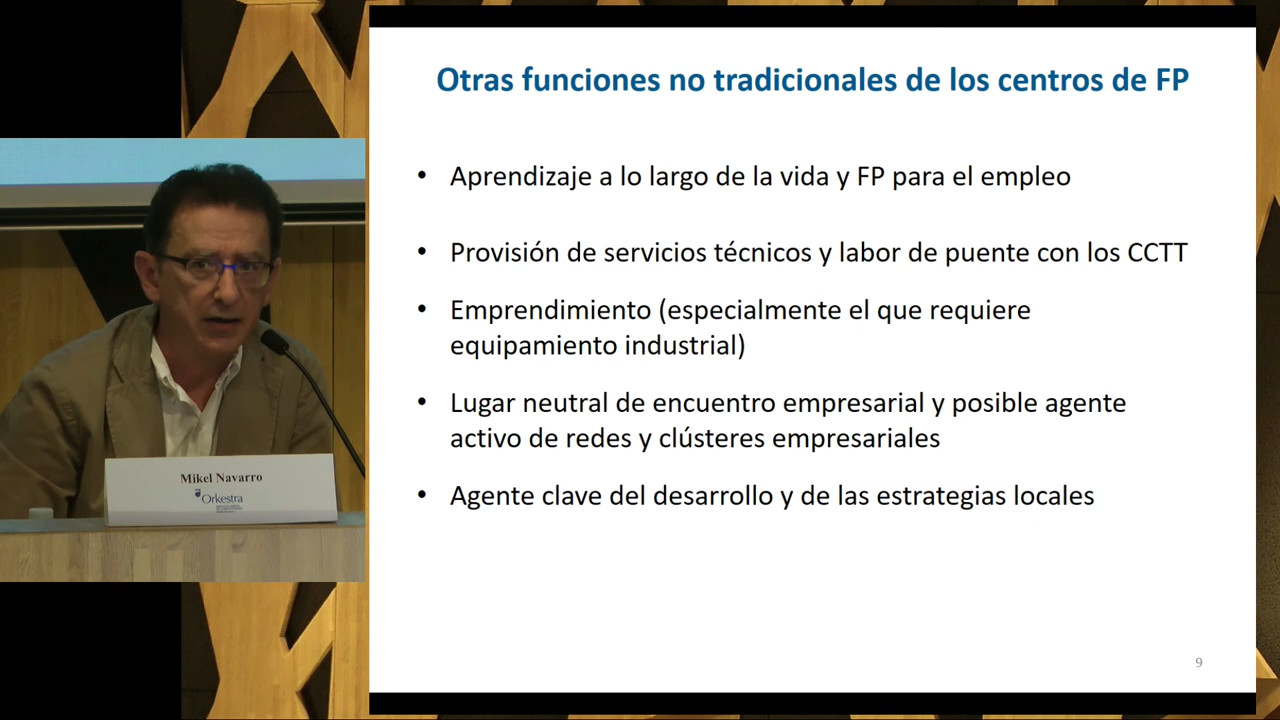 Otras funciones no tradicionales de los centros de FP
• Aprendizaje a lo largo de la vida y FP para el empleo
• Provisión de servicios técnicos y labor de puente con los CCTT
• Emprendimiento (especialmente el que requiere
equipamiento industrial)
• Lugar neutral de encuentro empresarial y posible agente
activo de redes y clústeres empresariales
• Agente clave del desarrollo y de las estrategias locales
9
Mikel Navarro
Orkestra